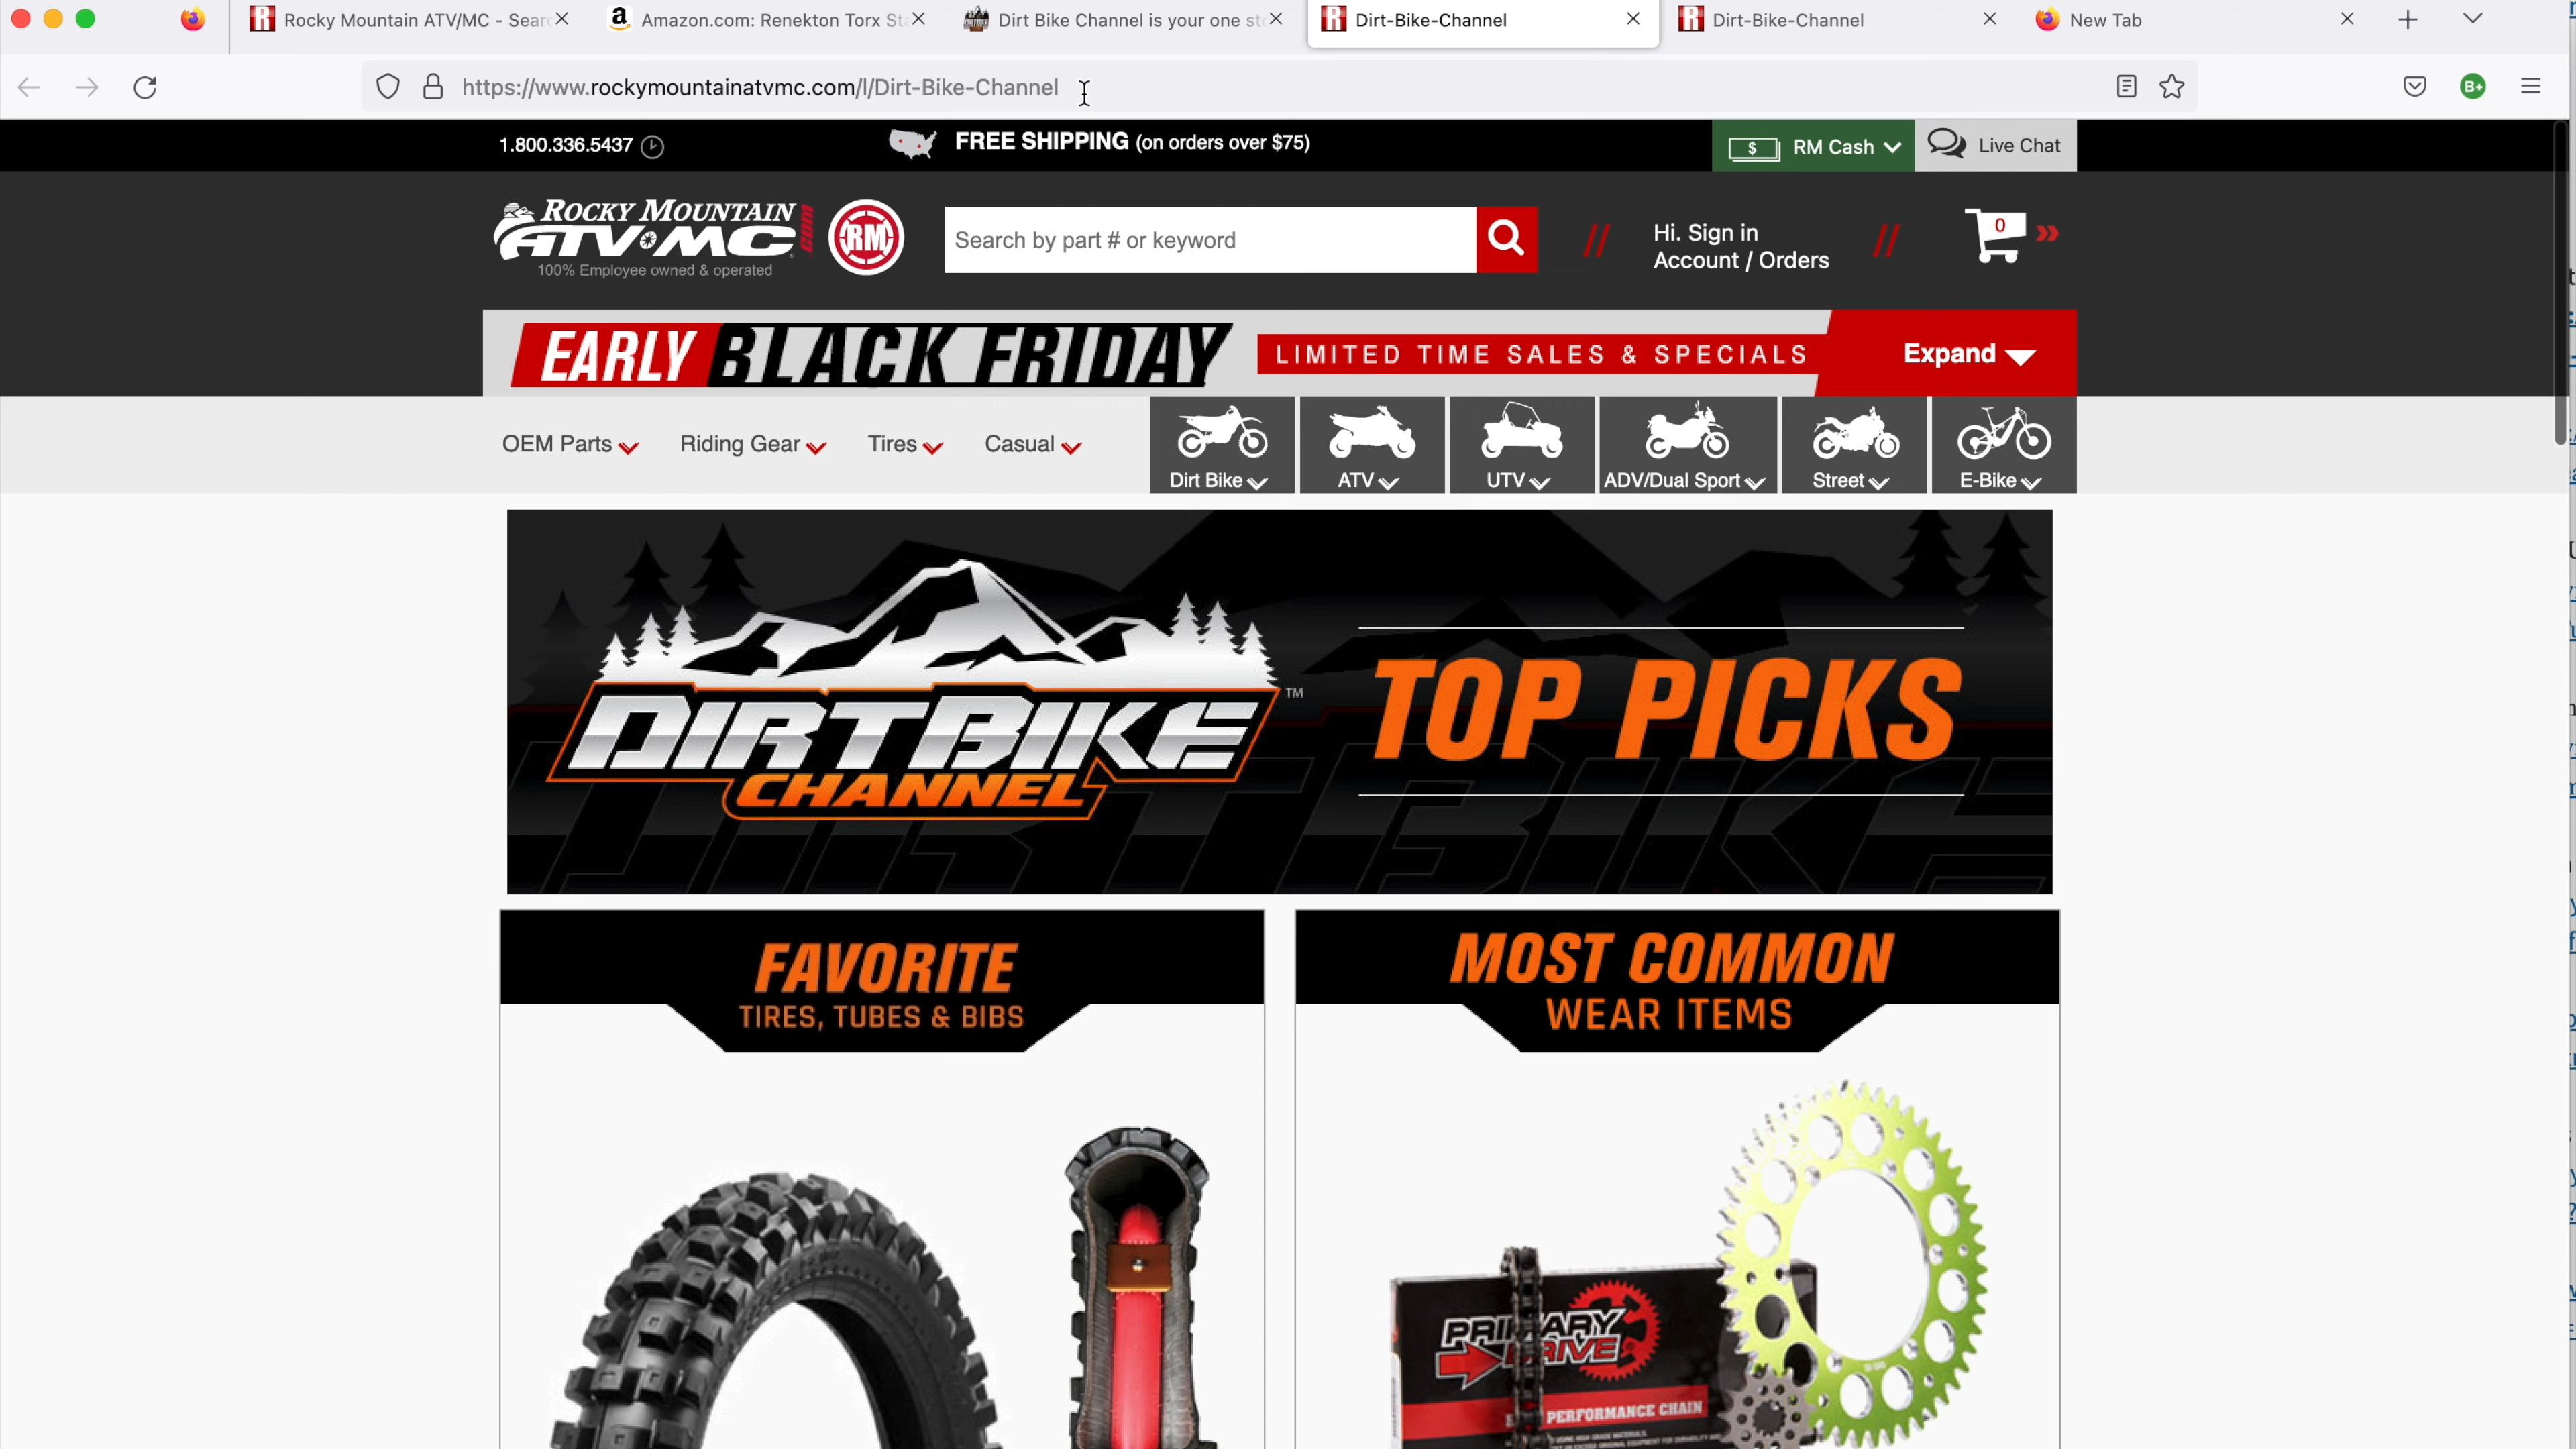 Rocky Mountain ATV/MC - Sear
Amazon.com: Renekton Torx St
Dirt Bike Channel is your one st
Dirt-Bike-Channel
Dirt-Bike-Channel
New Tab
https://www.rockymountainatvmc.com/l/Dirt-Bike-Channel
B+
1.800.336.5437
FREE SHIPPING (on orders over $75)
$ RM Cash
Live Chat
ROCKY MOUNTAIN
ATV MC .com
100% Employee owned & operated
RM
Search by part # or keyword
Hi. Sign in
Account / Orders
0
EARLY BLACK FRIDAY
LIMITED TIME SALES & SPECIALS
Expand
OEM Parts
Riding Gear
Tires
Casual
Dirt Bike
ATV
UTV
ADV/Dual Sport
Street
E-Bike
DIRT BIKE TM
CHANNEL
TOP PICKS
FAVORITE
TIRES, TUBES & BIBS
MOST COMMON
WEAR ITEMS
PRIMARY
DRIVE
PERFORMANCE CHAIN